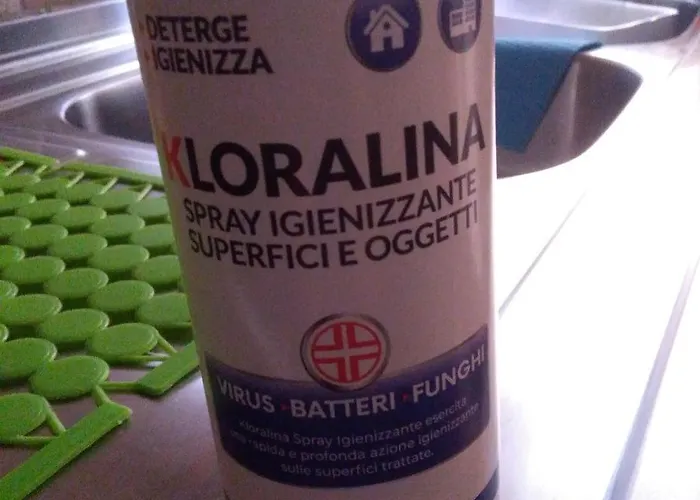 DETERGE
IGIENIZZA
KLORALINA
SPRAY IGIENIZZANTE
SUPERFICI E OGGETTI
VIRUS BATTERI FUNGHI
Kloralina Spray Igienizzante esercita
una rapida e profonda azione igienizzante
sulle superfici trattate.